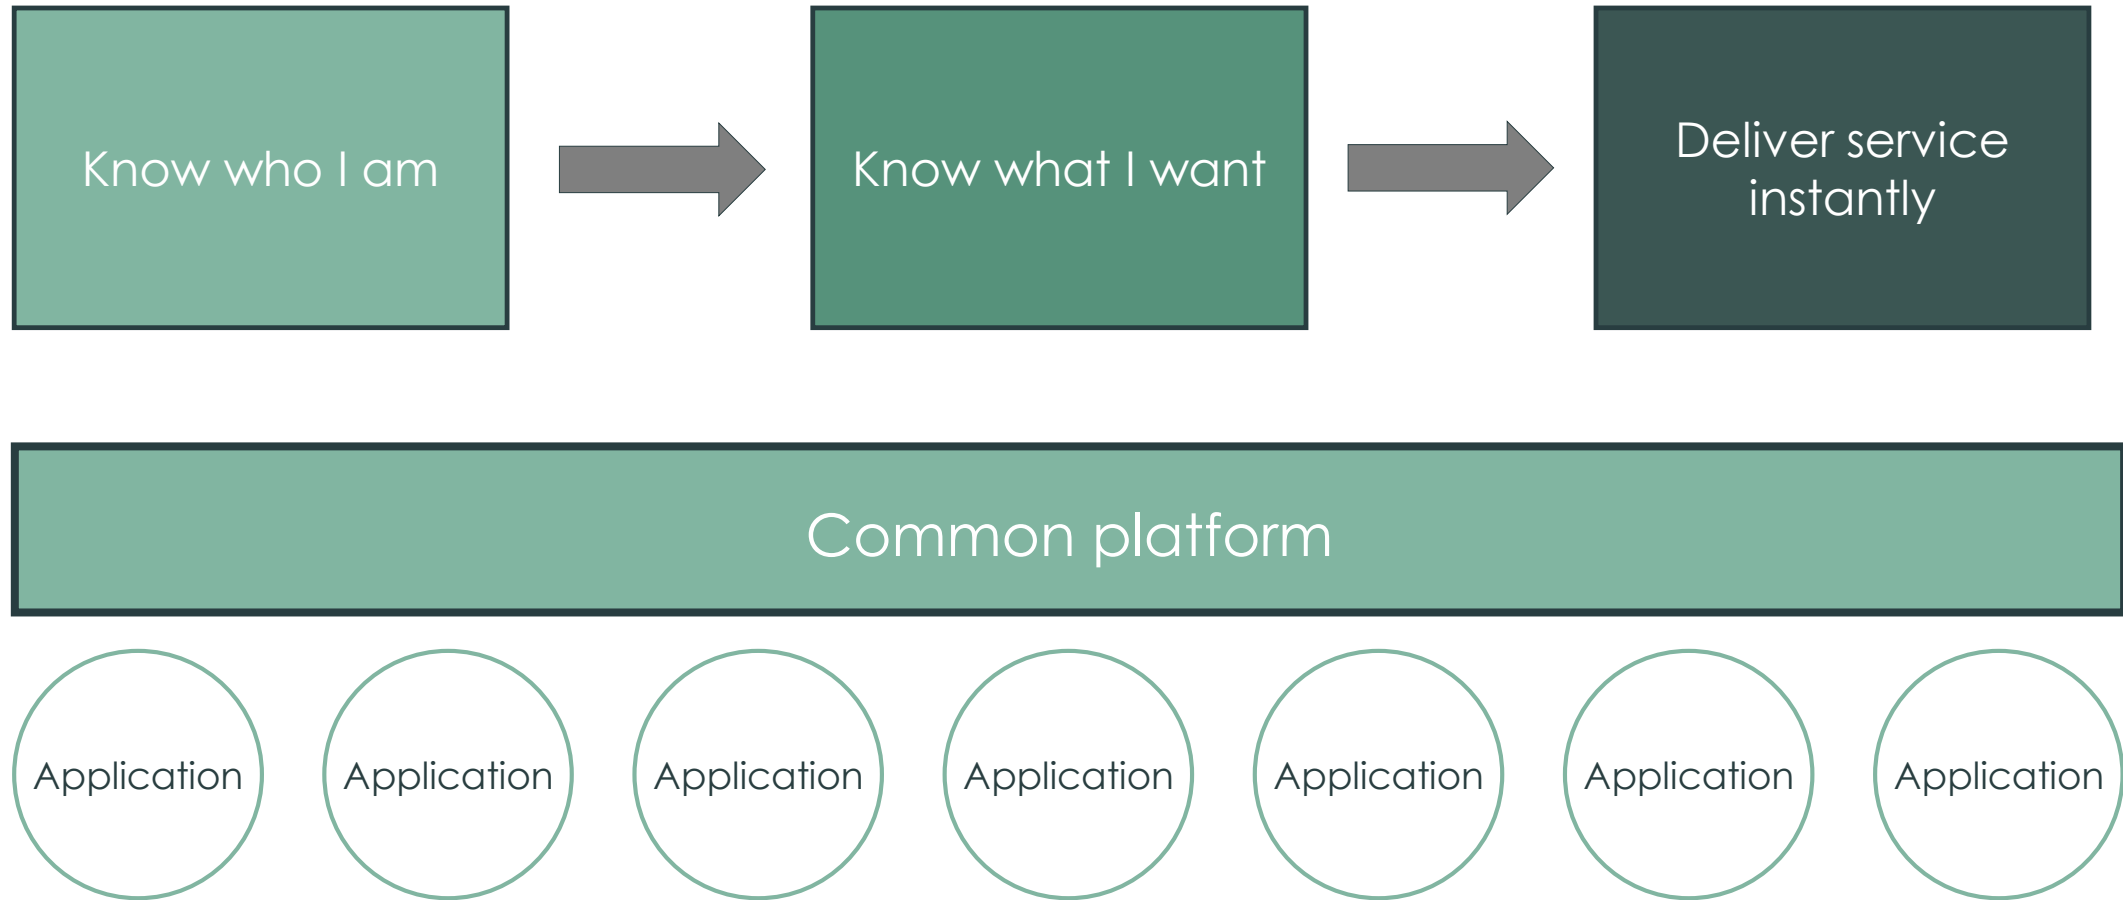 Know who I am
Know what I want
Deliver service
instantly
Common platform
Application
Application
Application
Application
Application
Application
Application